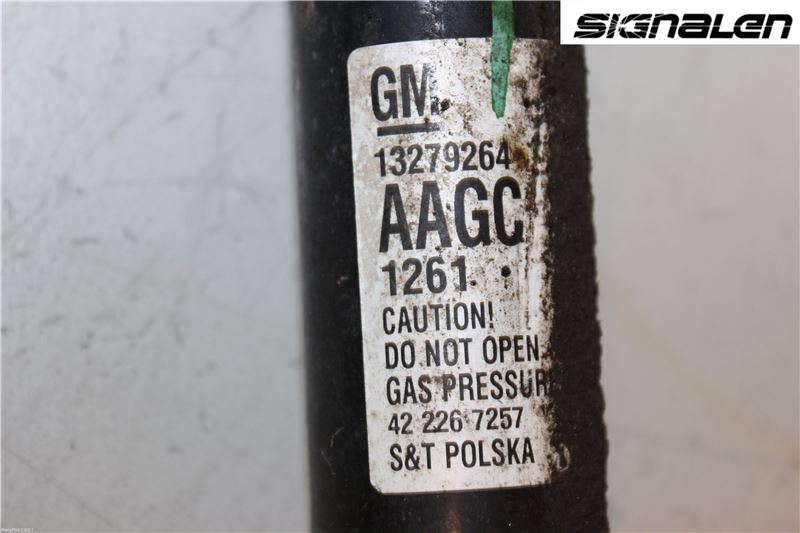 SIGNALEN
GM
13279264
AAGC
1261
CAUTION!
DO NOT OPEN
GAS PRESSUR
42 226 7257
S&T POLSKA